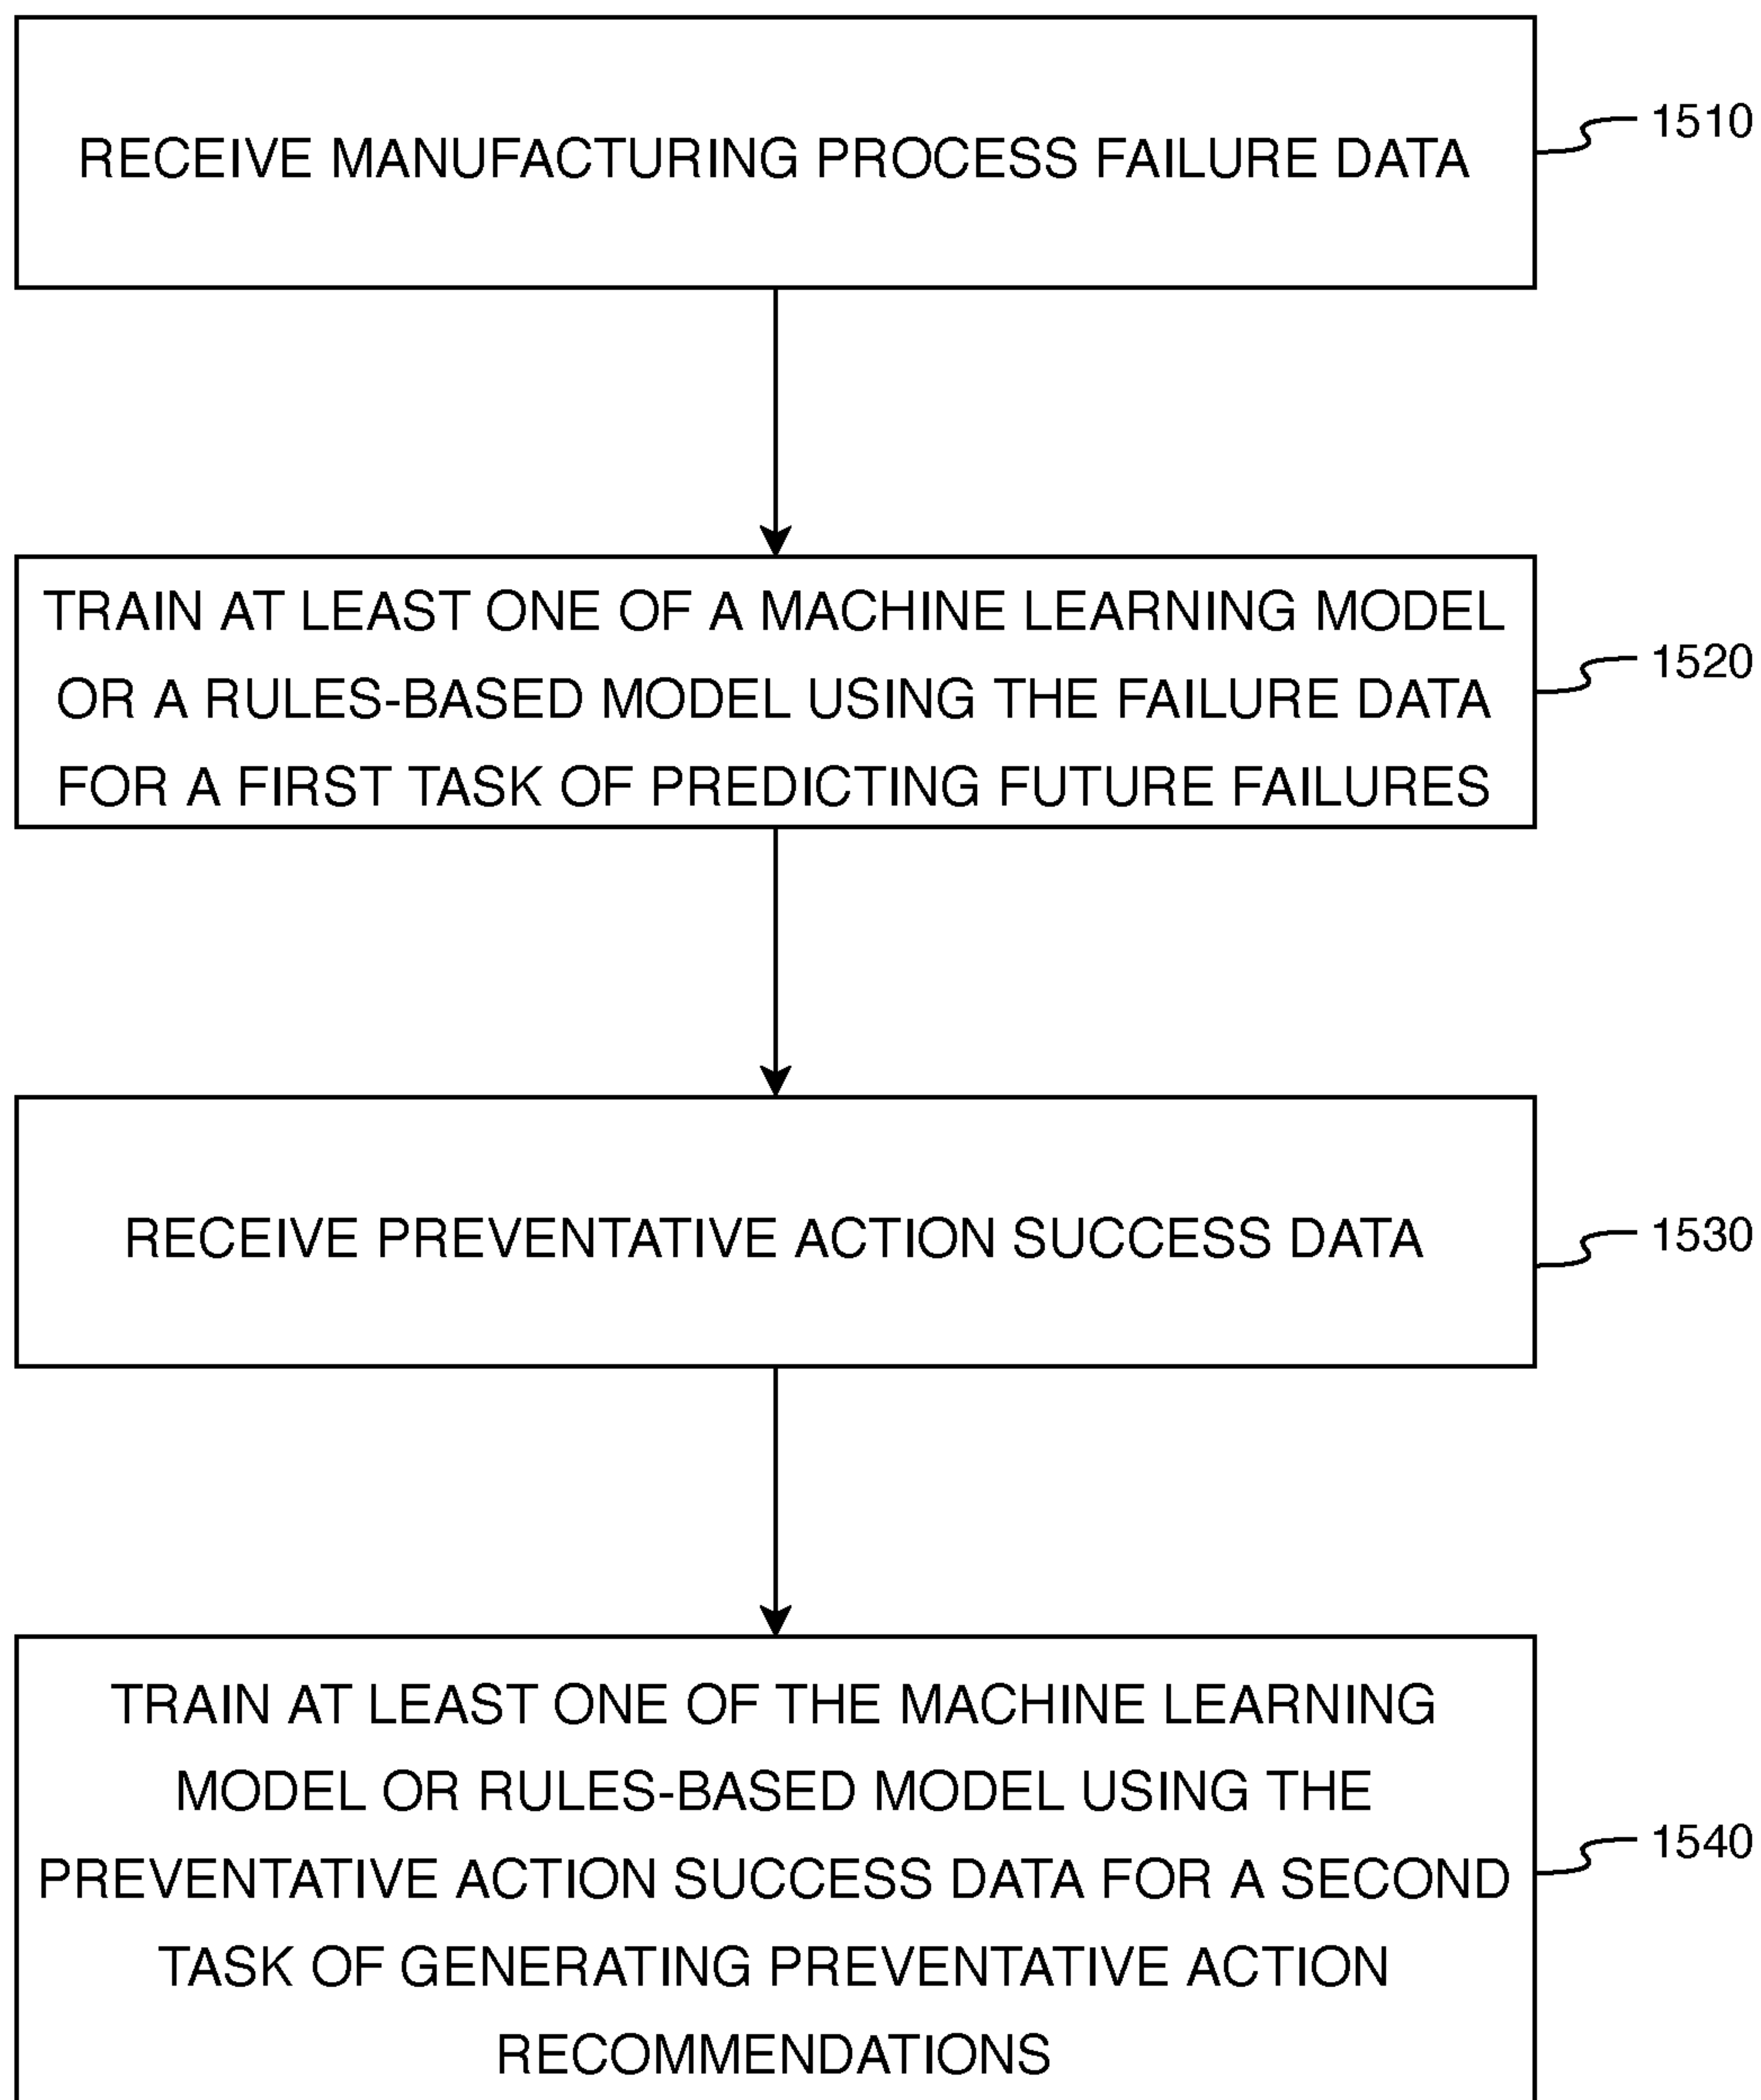 RECEIVE MANUFACTURING PROCESS FAILURE DATA
1510
TRAIN AT LEAST ONE OF A MACHINE LEARNING MODEL
OR A RULES-BASED MODEL USING THE FAILURE DATA
FOR A FIRST TASK OF PREDICTING FUTURE FAILURES
1520
RECEIVE PREVENTATIVE ACTION SUCCESS DATA
1530
TRAIN AT LEAST ONE OF THE MACHINE LEARNING
MODEL OR RULES-BASED MODEL USING THE
PREVENTATIVE ACTION SUCCESS DATA FOR A SECOND
TASK OF GENERATING PREVENTATIVE ACTION
RECOMMENDATIONS
1540